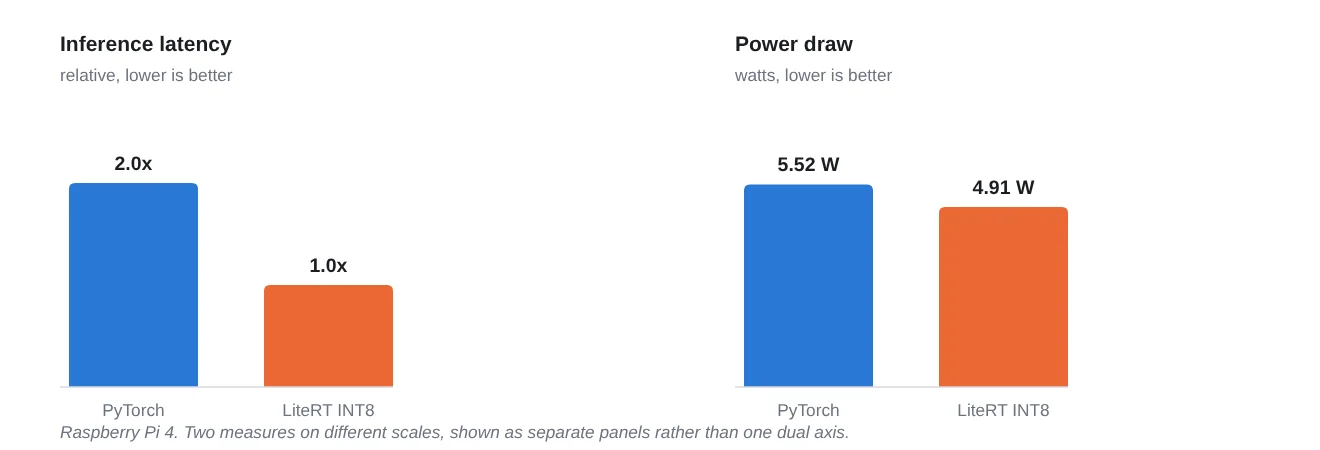 Inference latency
relative, lower is better
2.0x
1.0x
PyTorch
LiteRT INT8
Power draw
watts, lower is better
5.52 W
4.91 W
PyTorch
LiteRT INT8
Raspberry Pi 4. Two measures on different scales, shown as separate panels rather than one dual axis.